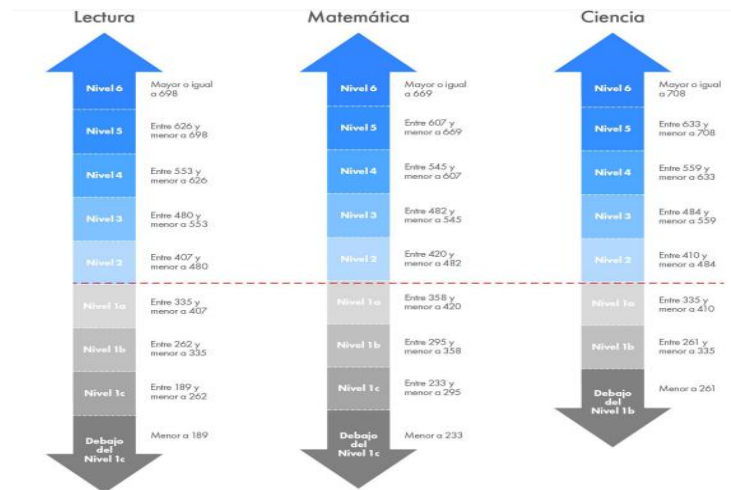 Lectura
Nivel 6
Mayor o igual
a 698
Nivel 5
Entre 626 y
menor a 698
Nivel 4
Entre 553 y
menor a 626
Nivel 3
Entre 480 y
menor a 553
Nivel 2
Entre 407 y
menor a 480
Nivel 1a
Entre 335 y
menor a 407
Nivel 1b
Entre 262 y
menor a 335
Nivel 1c
Entre 189 y
menor a 262
Debajo
del
Nivel 1c
Menor a 189
Matemática
Nivel 6
Mayor o igual
a 669
Nivel 5
Entre 607 y
menor a 669
Nivel 4
Entre 545 y
menor a 607
Nivel 3
Entre 482 y
menor a 545
Nivel 2
Entre 420 y
menor a 482
Nivel 1a
Entre 358 y
menor a 420
Nivel 1b
Entre 295 y
menor a 358
Nivel 1c
Entre 233 y
menor a 295
Debajo
del
Nivel 1c
Menor a 233
Ciencia
Nivel 6
Mayor o igual
a 708
Nivel 5
Entre 633 y
menor a 708
Nivel 4
Entre 559 y
menor a 633
Nivel 3
Entre 484 y
menor a 559
Nivel 2
Entre 410 y
menor a 484
Nivel 1a
Entre 335 y
menor a 410
Nivel 1b
Entre 261 y
menor a 335
Debajo
del
Nivel 1b
Menor a 261